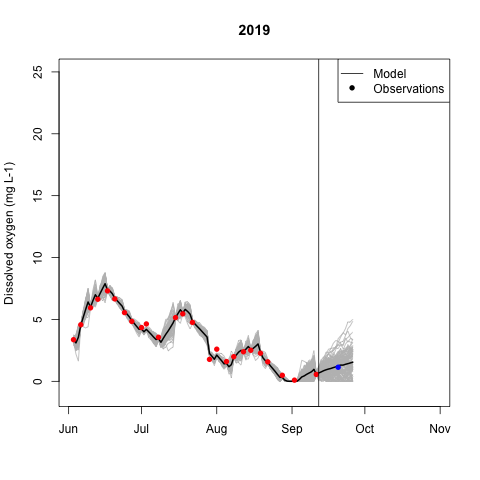 2019
Dissolved oxygen (mg L-1)
25
20
15
10
5
0
Model
Observations
Jun
Jul
Aug
Sep
Oct
Nov